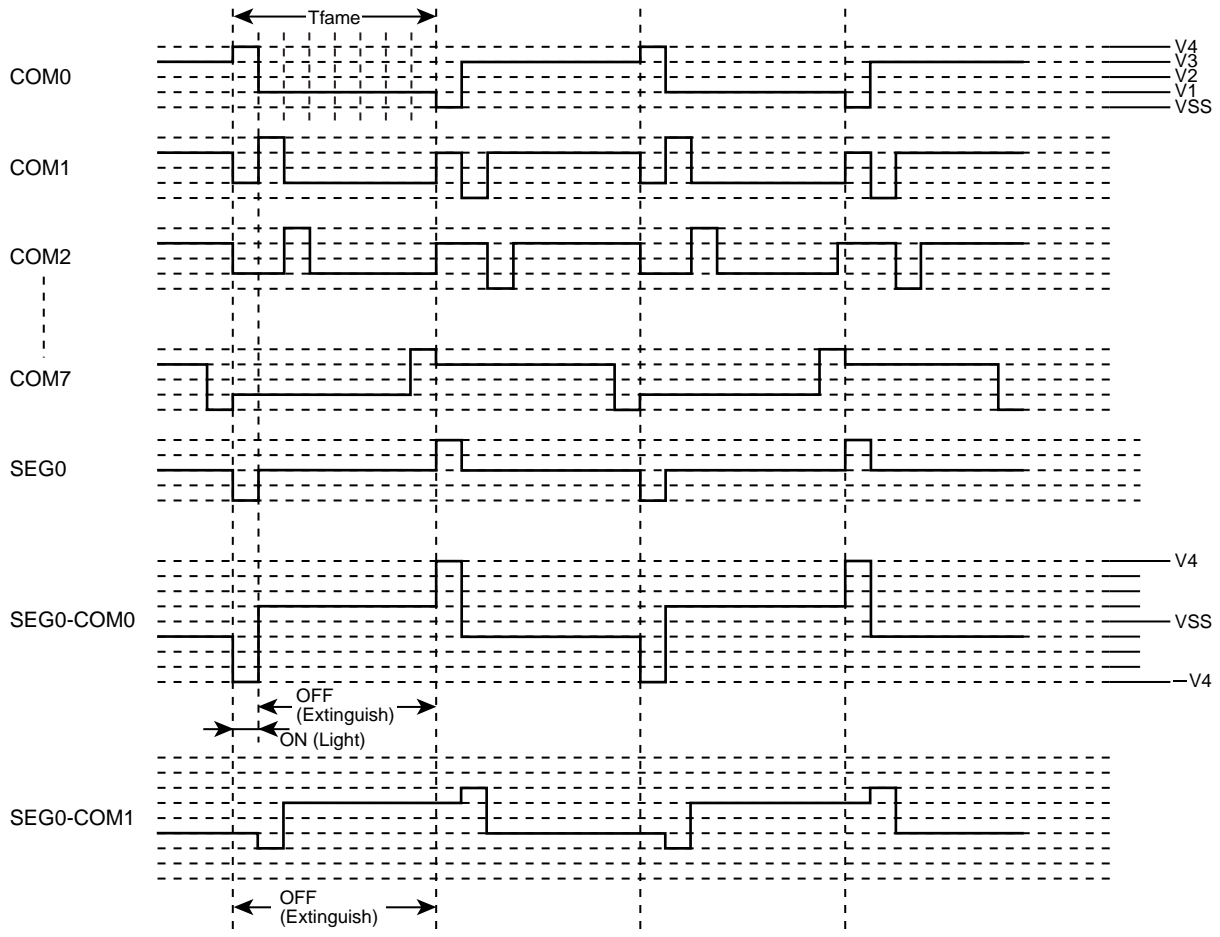 Tfame
COM0
V4
V3
V2
V1
VSS
COM1
COM2
COM7
SEG0
SEG0-COM0
V4
VSS
−V4
OFF
(Extinguish)
ON (Light)
SEG0-COM1
OFF
(Extinguish)